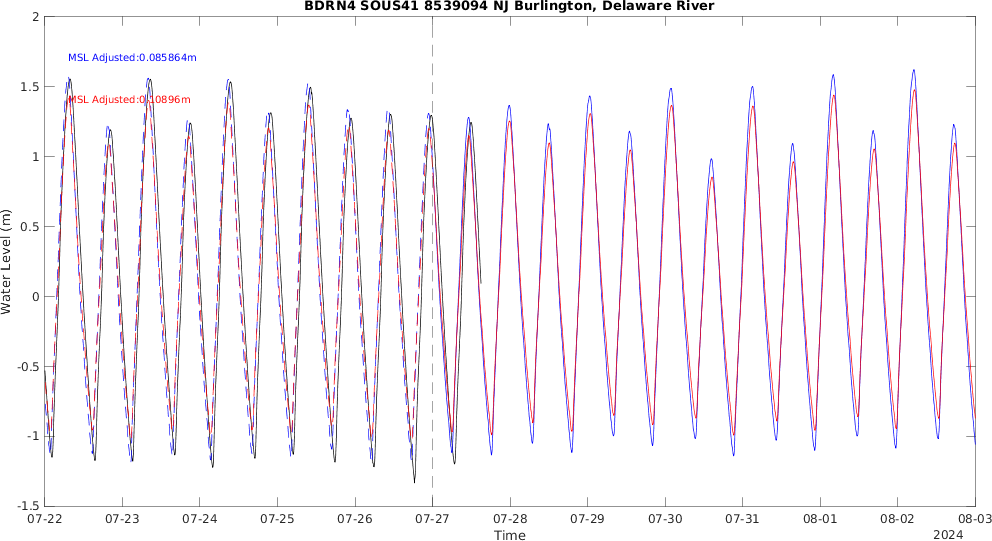 BDRN4 SOUS41 8539094 NJ Burlington, Delaware River
MSL Adjusted:0.085864m
MSL Adjusted:0.10896m
Water Level (m)
2
1.5
1
0.5
0
-0.5
-1
-1.5
07-22 07-23 07-24 07-25 07-26 07-27 07-28 07-29 07-30 07-31 08-01 08-02 08-03
Time
2024